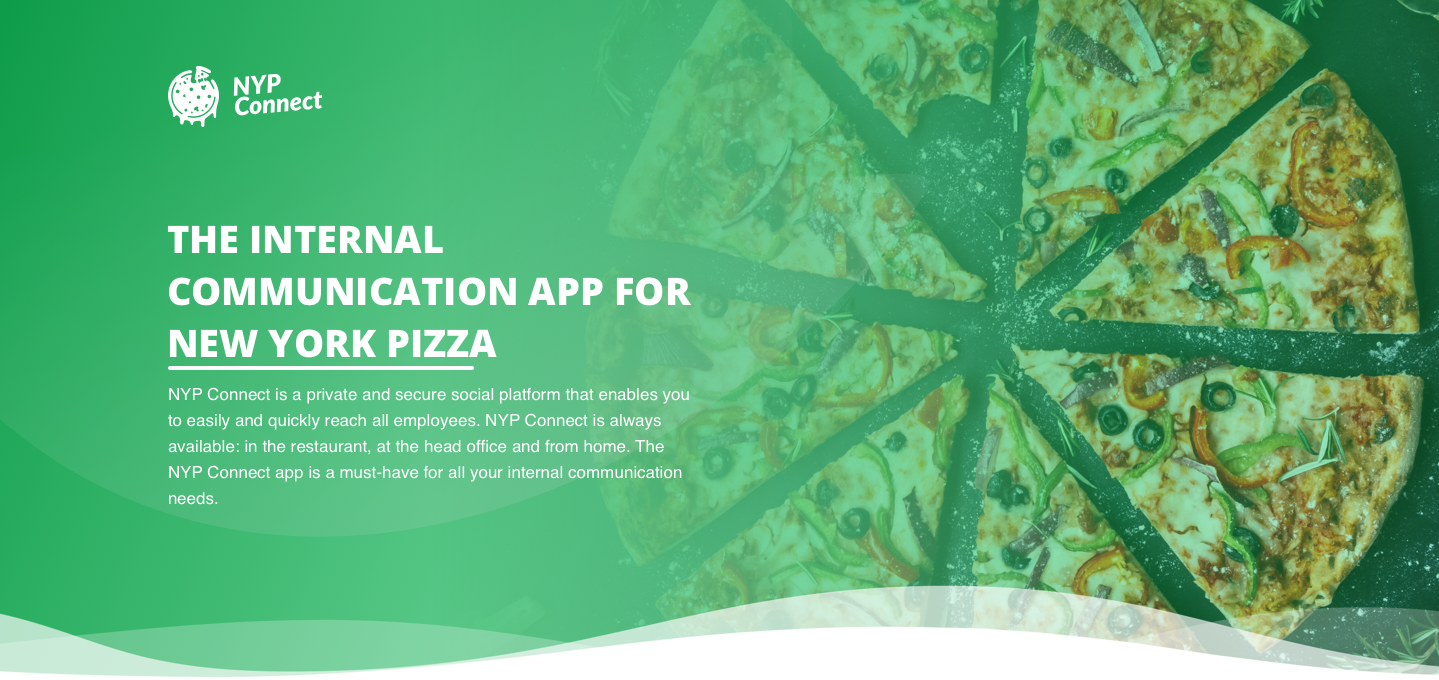 NYP
Connect
THE INTERNAL
COMMUNICATION APP FOR
NEW YORK PIZZA
NYP Connect is a private and secure social platform that enables you
to easily and quickly reach all employees. NYP Connect is always
available: in the restaurant, at the head office and from home. The
NYP Connect app is a must-have for all your internal communication
needs.